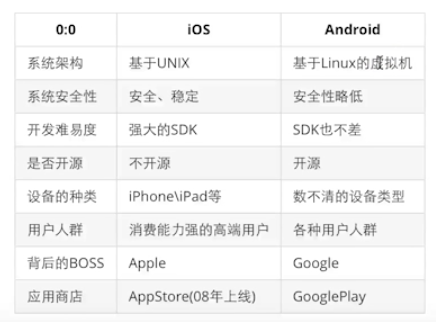 0:0 iOS Android
系统架构 基于UNIX 基于Linux的虚拟机
系统安全性 安全、稳定 安全性略低
开发难易度 强大的SDK SDK也不差
是否开源 不开源 开源
设备的种类 iPhone\iPad等 数不清的设备类型
用户人群 消费能力强的高端用户 各种用户人群
背后的BOSS Apple Google
应用商店 AppStore(08年上线) GooglePlay